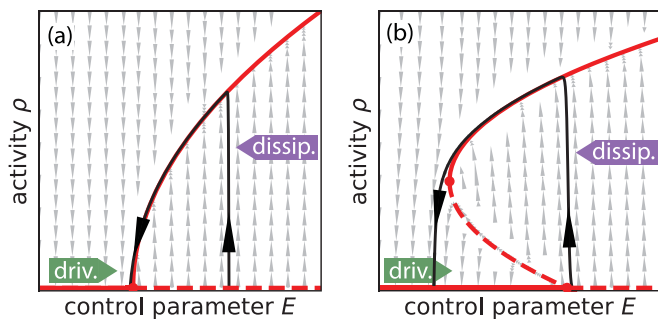 (a)
activity ρ
dissip.
driv.
control parameter E
(b)
activity ρ
dissip.
driv.
control parameter E